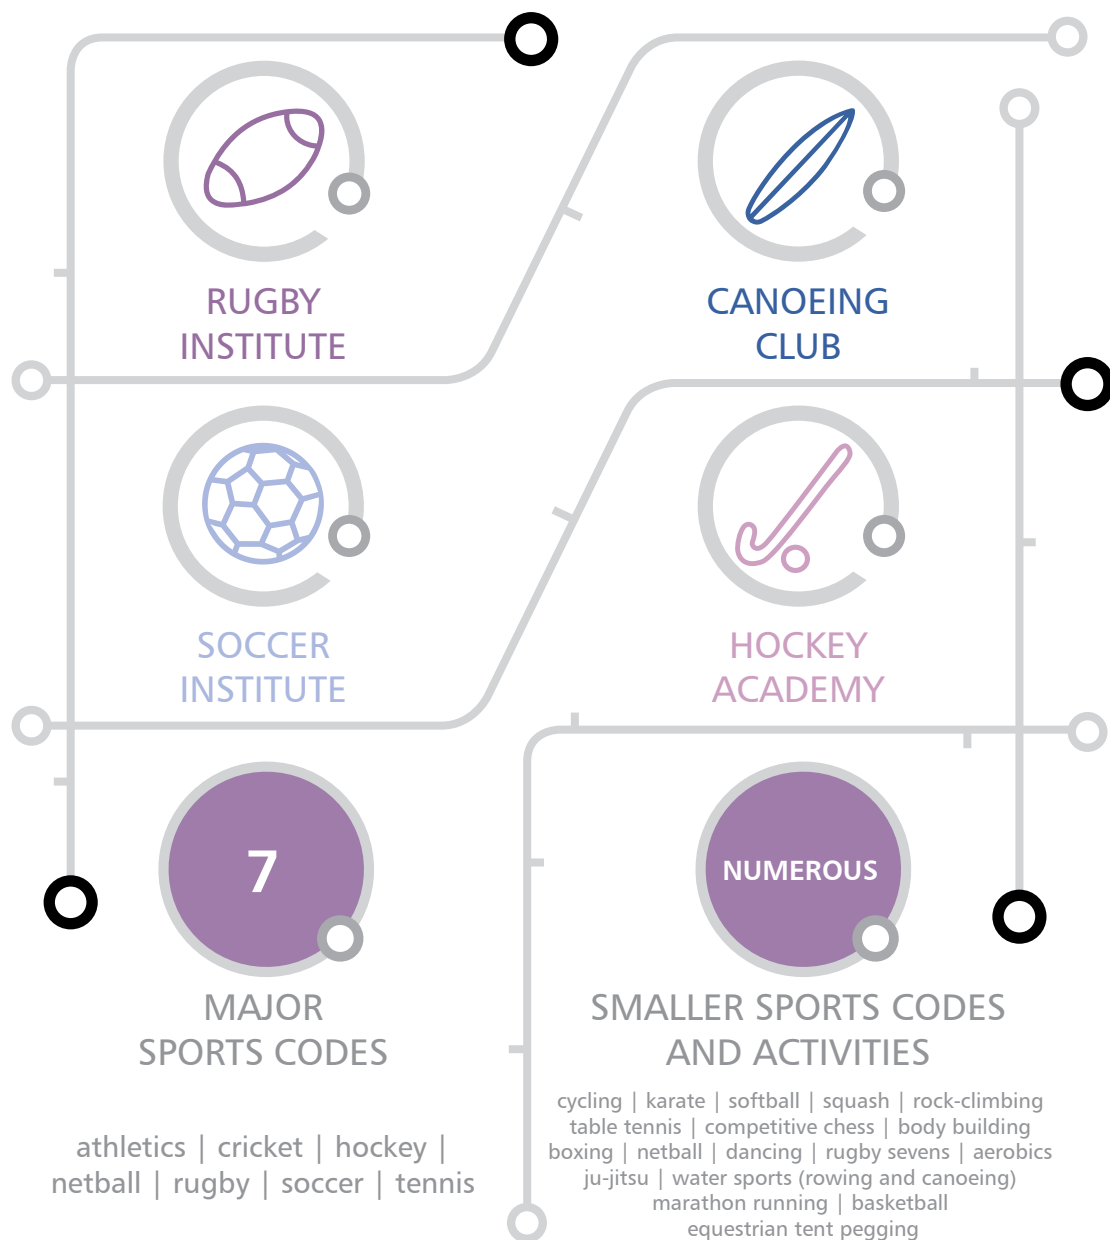 RUGBY
INSTITUTE
CANOEING
CLUB
SOCCER
INSTITUTE
HOCKEY
ACADEMY
7
MAJOR
SPORTS CODES
athletics | cricket | hockey |
netball | rugby | soccer | tennis
NUMEROUS
SMALLER SPORTS CODES
AND ACTIVITIES
cycling | karate | softball | squash | rock-climbing
table tennis | competitive chess | body building
boxing | netball | dancing | rugby sevens | aerobics
ju-jitsu | water sports (rowing and canoeing)
marathon running | basketball
equestrian tent pegging